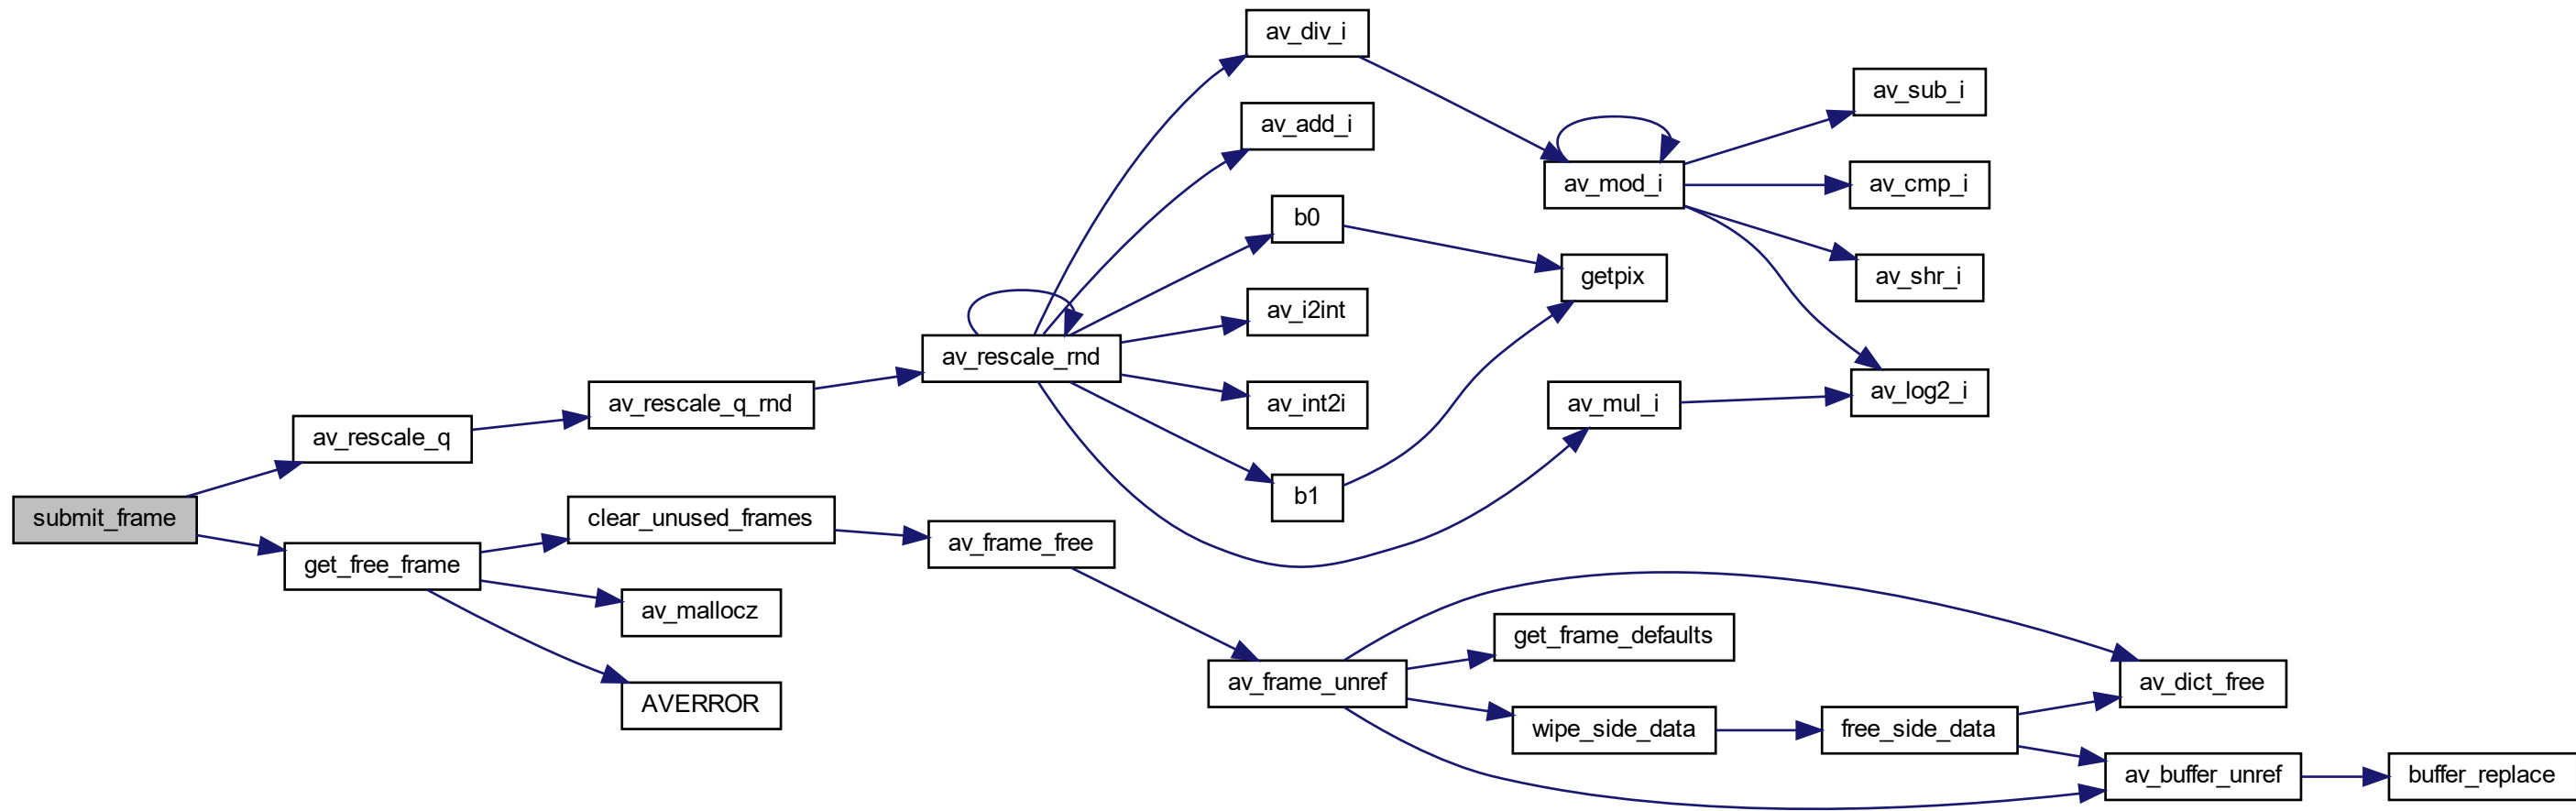 av_div_i
av_sub_i
av_add_i
av_mod_i
av_cmp_i
b0
getpix
av_shr_i
av_i2int
av_rescale_rnd
av_rescale_q_rnd
av_int2i
av_mul_i
av_log2_i
av_rescale_q
b1
submit_frame
clear_unused_frames
av_frame_free
get_free_frame
av_mallocz
get_frame_defaults
av_frame_unref
av_dict_free
AVERROR
wipe_side_data
free_side_data
av_buffer_unref
buffer_replace